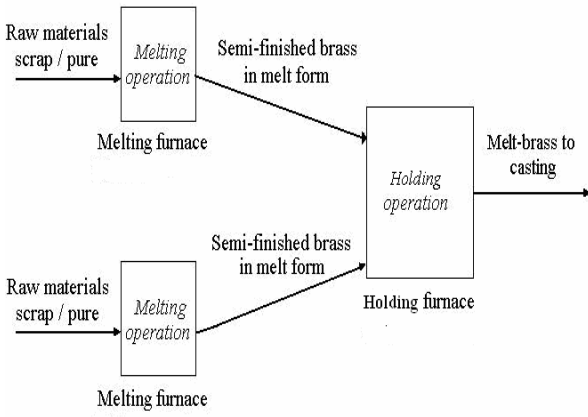 Raw materials
scrap / pure
Melting
operation
Melting furnace
Semi-finished brass
in melt form
Holding
operation
Holding furnace
Melt-brass to
casting
Raw materials
scrap / pure
Melting
operation
Melting furnace
Semi-finished brass
in melt form